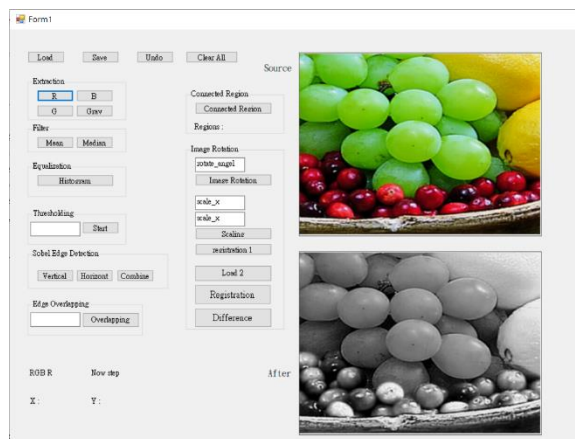 Form1
Load Save Undo Clear All
Source
Extraction
R B
G Gray
Filter
Mean Median
Equalization
Histogram
Thresholding
Start
Sobel Edge Detection
Vertical Horizont Combine
Edge Overlapping
Overlapping
Connected Region
Connected Region
Regions :
Image Rotation
rotate_angel
Image Rotation
scale_x
scale_x
Scaling
registration 1
Load 2
Registration
Difference
RGB R Now step
After
X : Y :